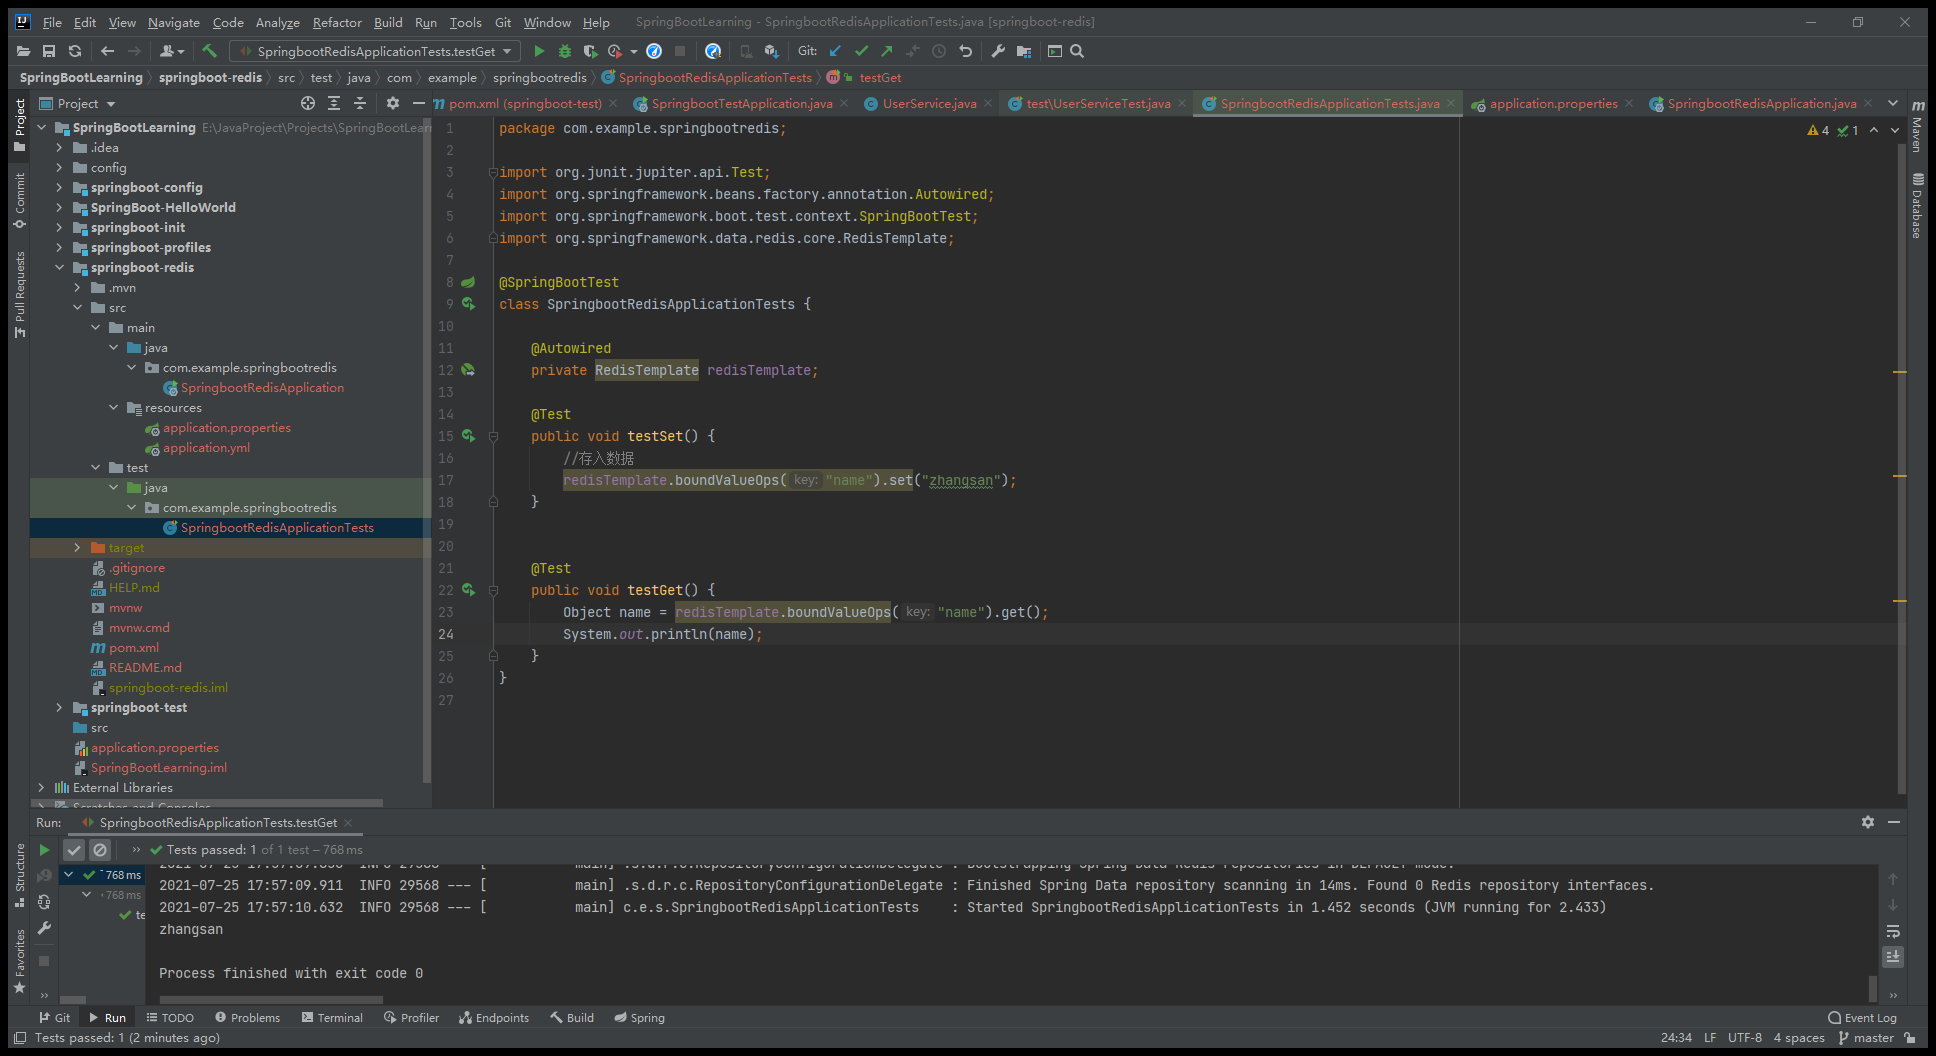 File Edit View Navigate Code Analyze Refactor Build Run Tools Git Window Help SpringBootLearning - SpringbootRedisApplicationTests.java [springboot-redis]
SpringbootRedisApplicationTests.testGet Git:
SpringBootLearning springboot-redis src test java com example springbootredis SpringbootRedisApplicationTests testGet
Project
pom.xml (springboot-test) SpringbootTestApplication.java UserService.java test\UserServiceTest.java SpringbootRedisApplicationTests.java application.properties SpringbootRedisApplication.java
Project
Commit
Pull Requests
Structure
Favorites
Maven
Database
SpringBootLearning E:\JavaProject\Projects\SpringBootLear
.idea
config
springboot-config
SpringBoot-HelloWorld
springboot-init
springboot-profiles
springboot-redis
.mvn
src
main
java
com.example.springbootredis
SpringbootRedisApplication
resources
application.properties
application.yml
test
java
com.example.springbootredis
SpringbootRedisApplicationTests
target
.gitignore
HELP.md
mvnw
mvnw.cmd
pom.xml
README.md
springboot-redis.iml
springboot-test
src
application.properties
SpringBootLearning.iml
External Libraries
Scratches and Consoles
4 1
1 package com.example.springbootredis;
2
3 import org.junit.jupiter.api.Test;
4 import org.springframework.beans.factory.annotation.Autowired;
5 import org.springframework.boot.test.context.SpringBootTest;
6 import org.springframework.data.redis.core.RedisTemplate;
7
8 @SpringBootTest
9 class SpringbootRedisApplicationTests {
10
11 @Autowired
12 private RedisTemplate redisTemplate;
13
14 @Test
15 public void testSet() {
16 //存入数据
17 redisTemplate.boundValueOps( key: "name").set("zhangsan");
18 }
19
20
21 @Test
22 public void testGet() {
23 Object name = redisTemplate.boundValueOps( key: "name").get();
24 System.out.println(name);
25 }
26 }
27
Run: SpringbootRedisApplicationTests.testGet
Tests passed: 1 of 1 test – 768 ms
768 ms
768 ms
te
2021-07-25 17:57:09.911 INFO 29568 --- [ main] .s.d.r.c.RepositoryConfigurationDelegate : Finished Spring Data repository scanning in 14ms. Found 0 Redis repository interfaces.
2021-07-25 17:57:10.632 INFO 29568 --- [ main] c.e.s.SpringbootRedisApplicationTests : Started SpringbootRedisApplicationTests in 1.452 seconds (JVM running for 2.433)
zhangsan
Process finished with exit code 0
Git Run TODO Problems Terminal Profiler Endpoints Build Spring Event Log
Tests passed: 1 (2 minutes ago) 24:34 LF UTF-8 4 spaces master